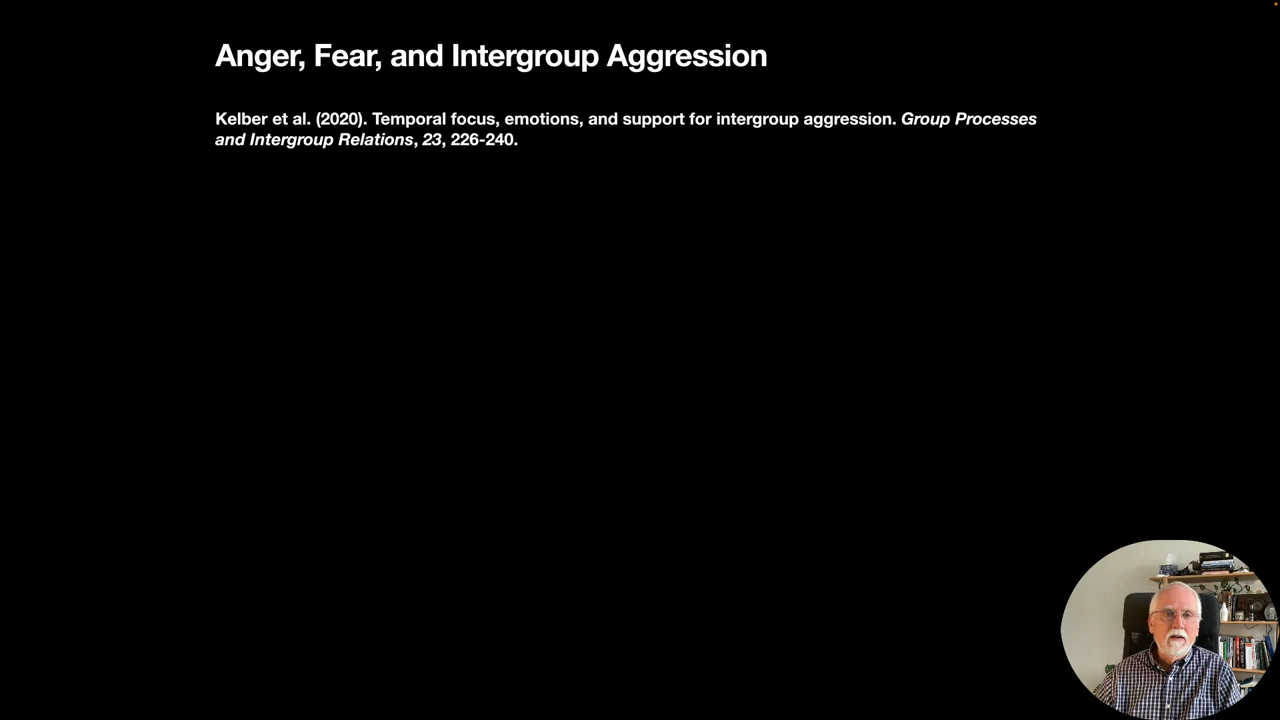 Anger, Fear, and Intergroup Aggression
Kelber et al. (2020). Temporal focus, emotions, and support for intergroup aggression. Group Processes
and Intergroup Relations, 23, 226-240.